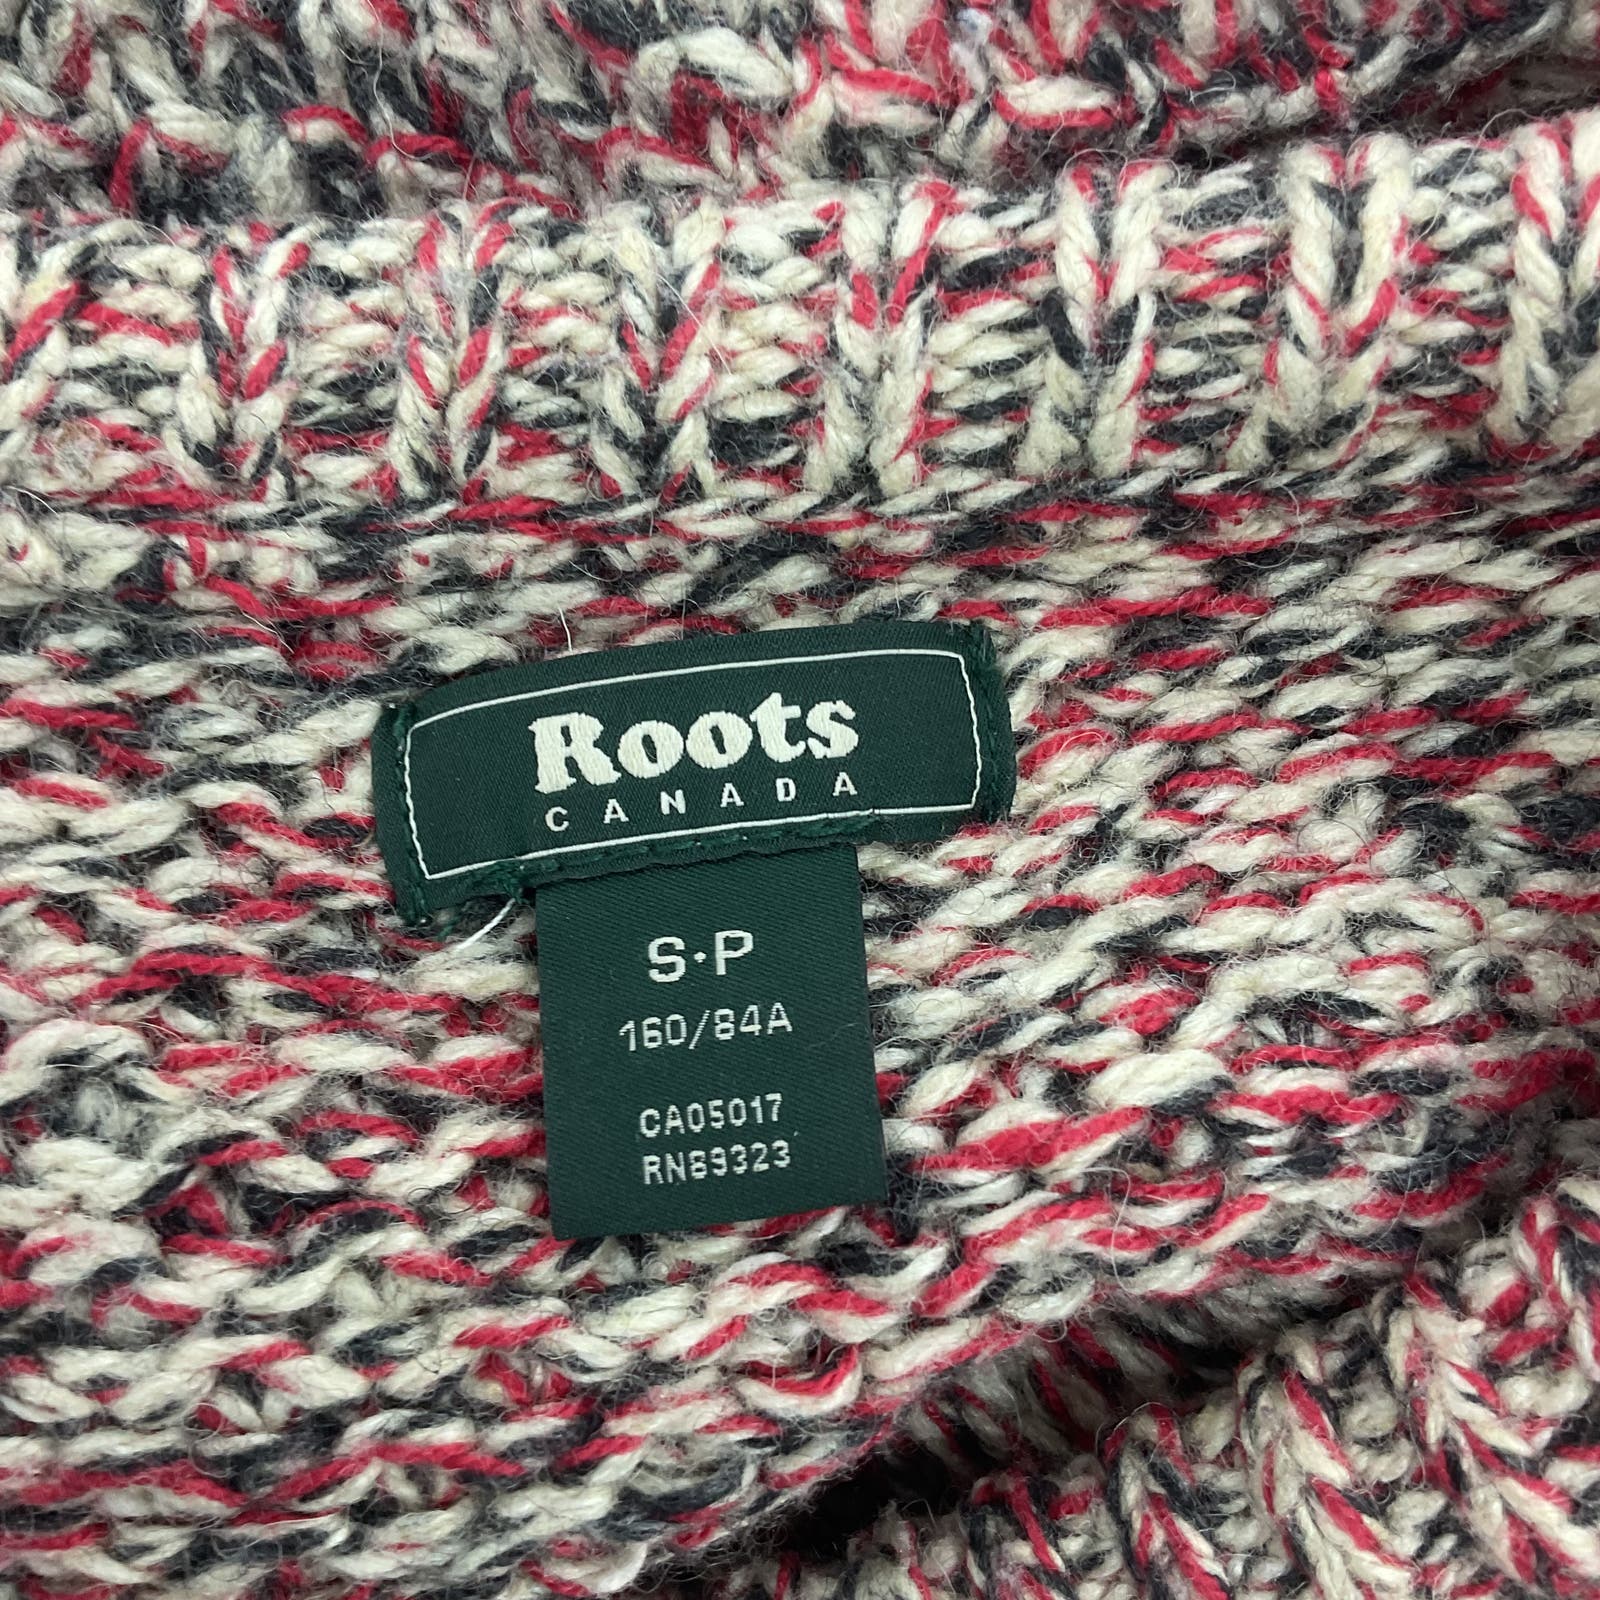 Roots
CANADA
S·P
160/84A
CA05017
RN89323